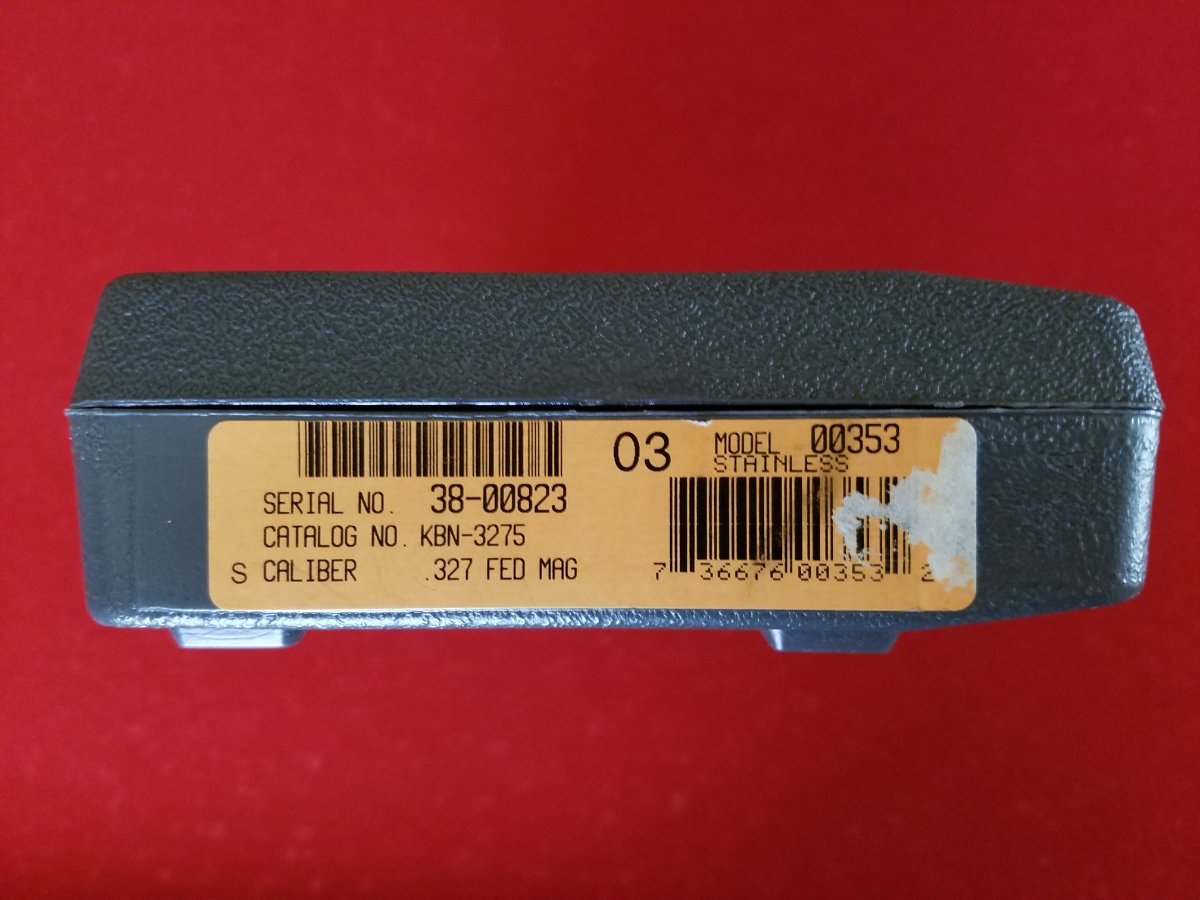 03 MODEL 00353
STAINLESS
SERIAL NO. 38-00823
CATALOG NO. KBN-3275
S CALIBER .327 FED MAG
7 36676 00353 2